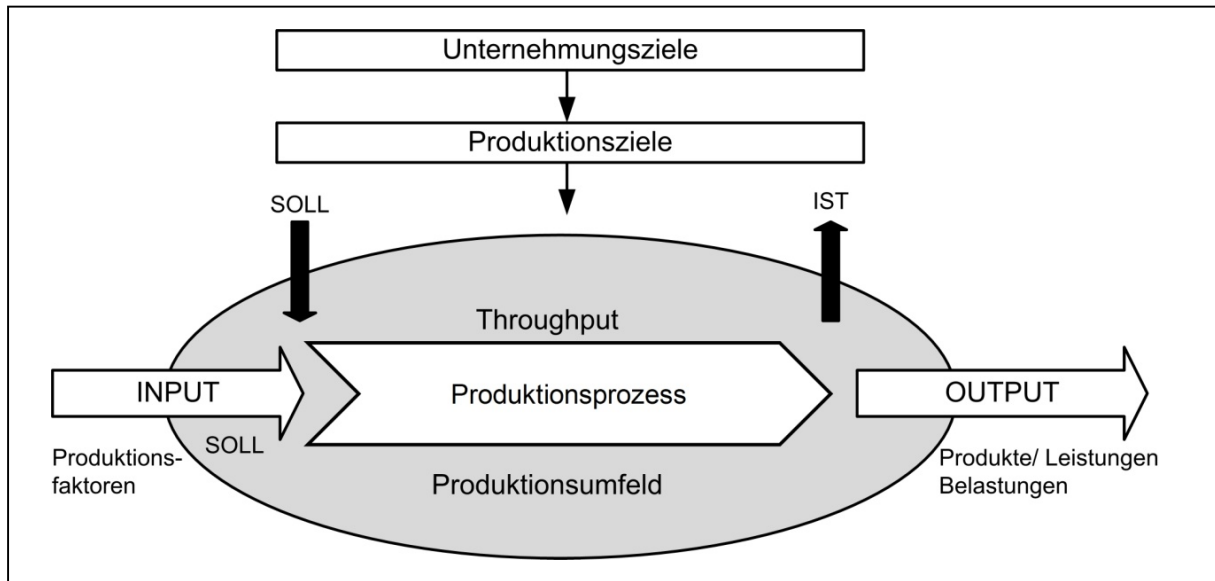 Unternehmungsziele
Produktionsziele
SOLL
IST
Throughput
INPUT
Produktionsprozess
OUTPUT
SOLL
Produktions-
faktoren
Produktionsumfeld
Produkte/ Leistungen
Belastungen